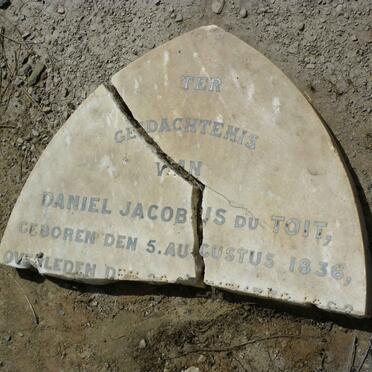 TER
GEDACHTENIS
VAN
DANIEL JACOBUS DU TOIT,
GEBOREN DEN 5. AUGUSTUS 1836,
OVERLEDEN